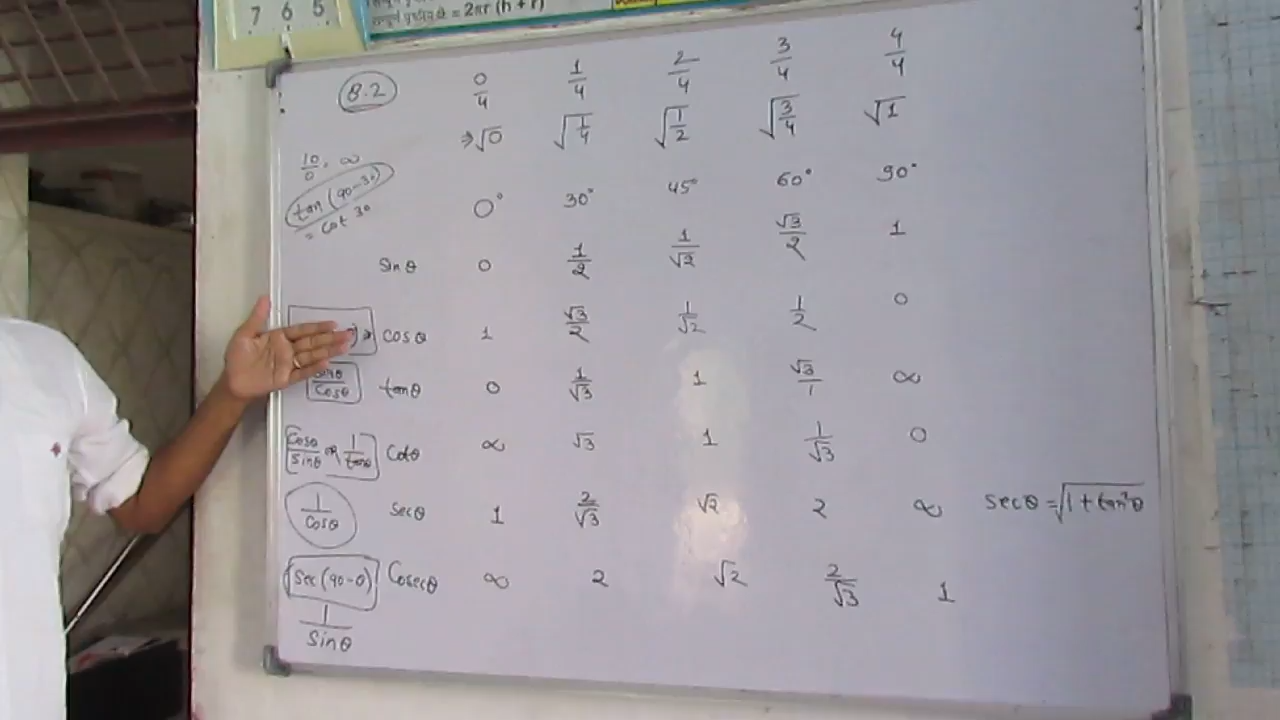 7 6 5
सम्पूर्ण पृष्ठीय क्षे = 2πr (h + r)
8.2 0/4 1/4 2/4 3/4 4/4
⇒√0 √1/4 √1/2 √3/4 √1
10/0 = ∞
tan (90-30)
= cot 30
0° 30° 45° 60° 90°
Sin θ 0 1/2 1/√2 √3/2 1
cos θ 1 √3/2 1/√2 1/2 0
Sinθ/Cosθ tanθ 0 1/√3 1 √3/1 ∞
Cosθ/Sinθ or 1/tanθ Cotθ ∞ √3 1 1/√3 0
1/Cosθ Secθ 1 2/√3 √2 2 ∞ secθ = √1 + tan²θ
Sec (90-θ) Cosecθ ∞ 2 √2 2/√3 1
1/Sinθ